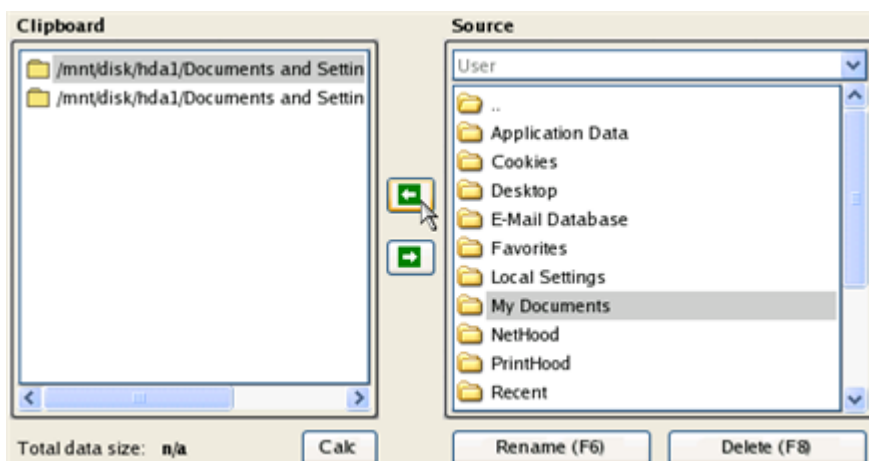 Clipboard
/mnt/disk/hda1/Documents and Settin
/mnt/disk/hda1/Documents and Settin
Total data size: n/a
Calc
Source
User
..
Application Data
Cookies
Desktop
E-Mail Database
Favorites
Local Settings
My Documents
NetHood
PrintHood
Recent
Rename (F6)
Delete (F8)